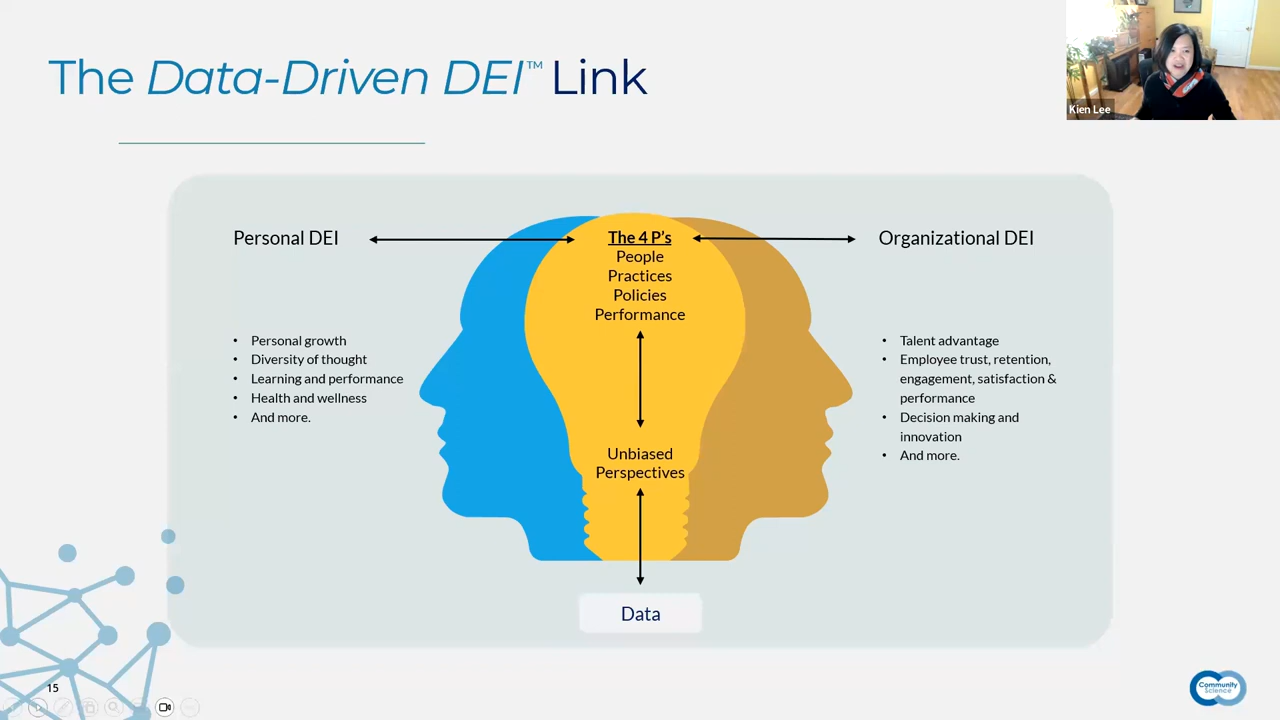 The Data-Driven DEI™ Link
Kien Lee
Personal DEI
The 4 P's
People
Practices
Policies
Performance
Organizational DEI
• Personal growth
• Diversity of thought
• Learning and performance
• Health and wellness
• And more.
• Talent advantage
• Employee trust, retention,
engagement, satisfaction &
performance
• Decision making and
innovation
• And more.
Unbiased
Perspectives
Data
15
Community
Science